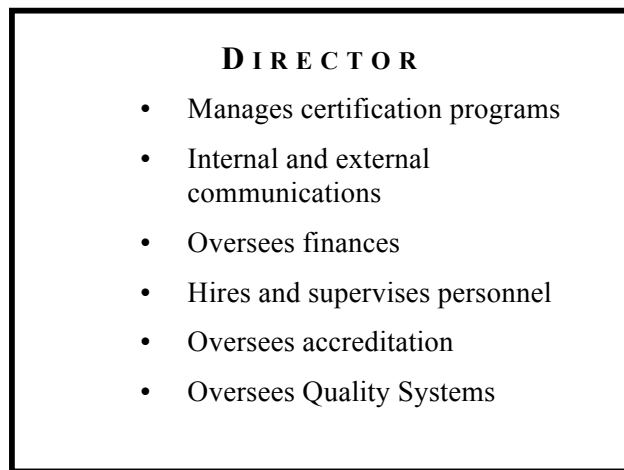 DIRECTOR
• Manages certification programs
• Internal and external
communications
• Oversees finances
• Hires and supervises personnel
• Oversees accreditation
• Oversees Quality Systems